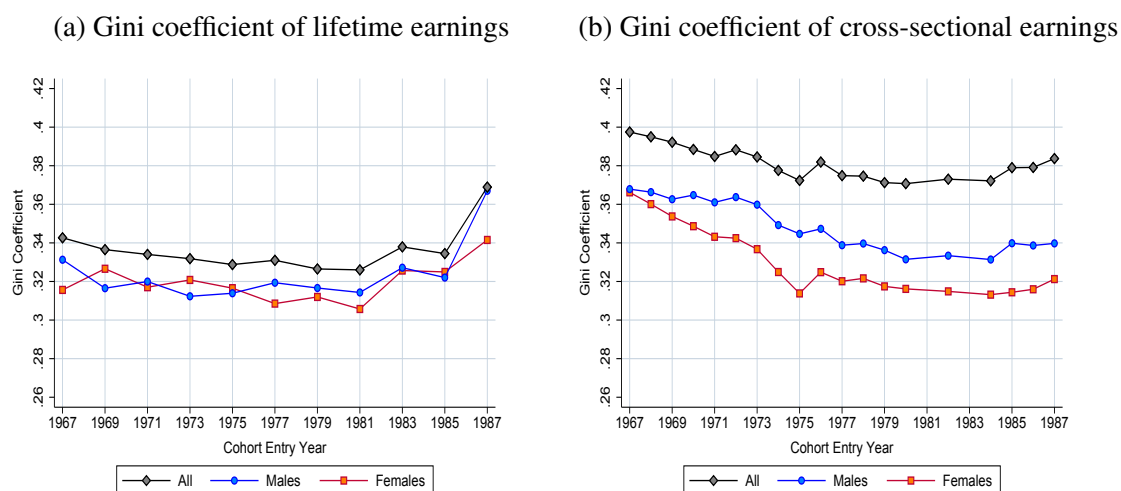 (a) Gini coefficient of lifetime earnings
Gini Coefficient
.42
.4
.38
.36
.34
.32
.3
.28
.26
1967 1969 1971 1973 1975 1977 1979 1981 1983 1985 1987
Cohort Entry Year
All Males Females
(b) Gini coefficient of cross-sectional earnings
Gini Coefficient
.42
.4
.38
.36
.34
.32
.3
.28
.26
1967 1969 1971 1973 1975 1977 1979 1981 1983 1985 1987
Cohort Entry Year
All Males Females